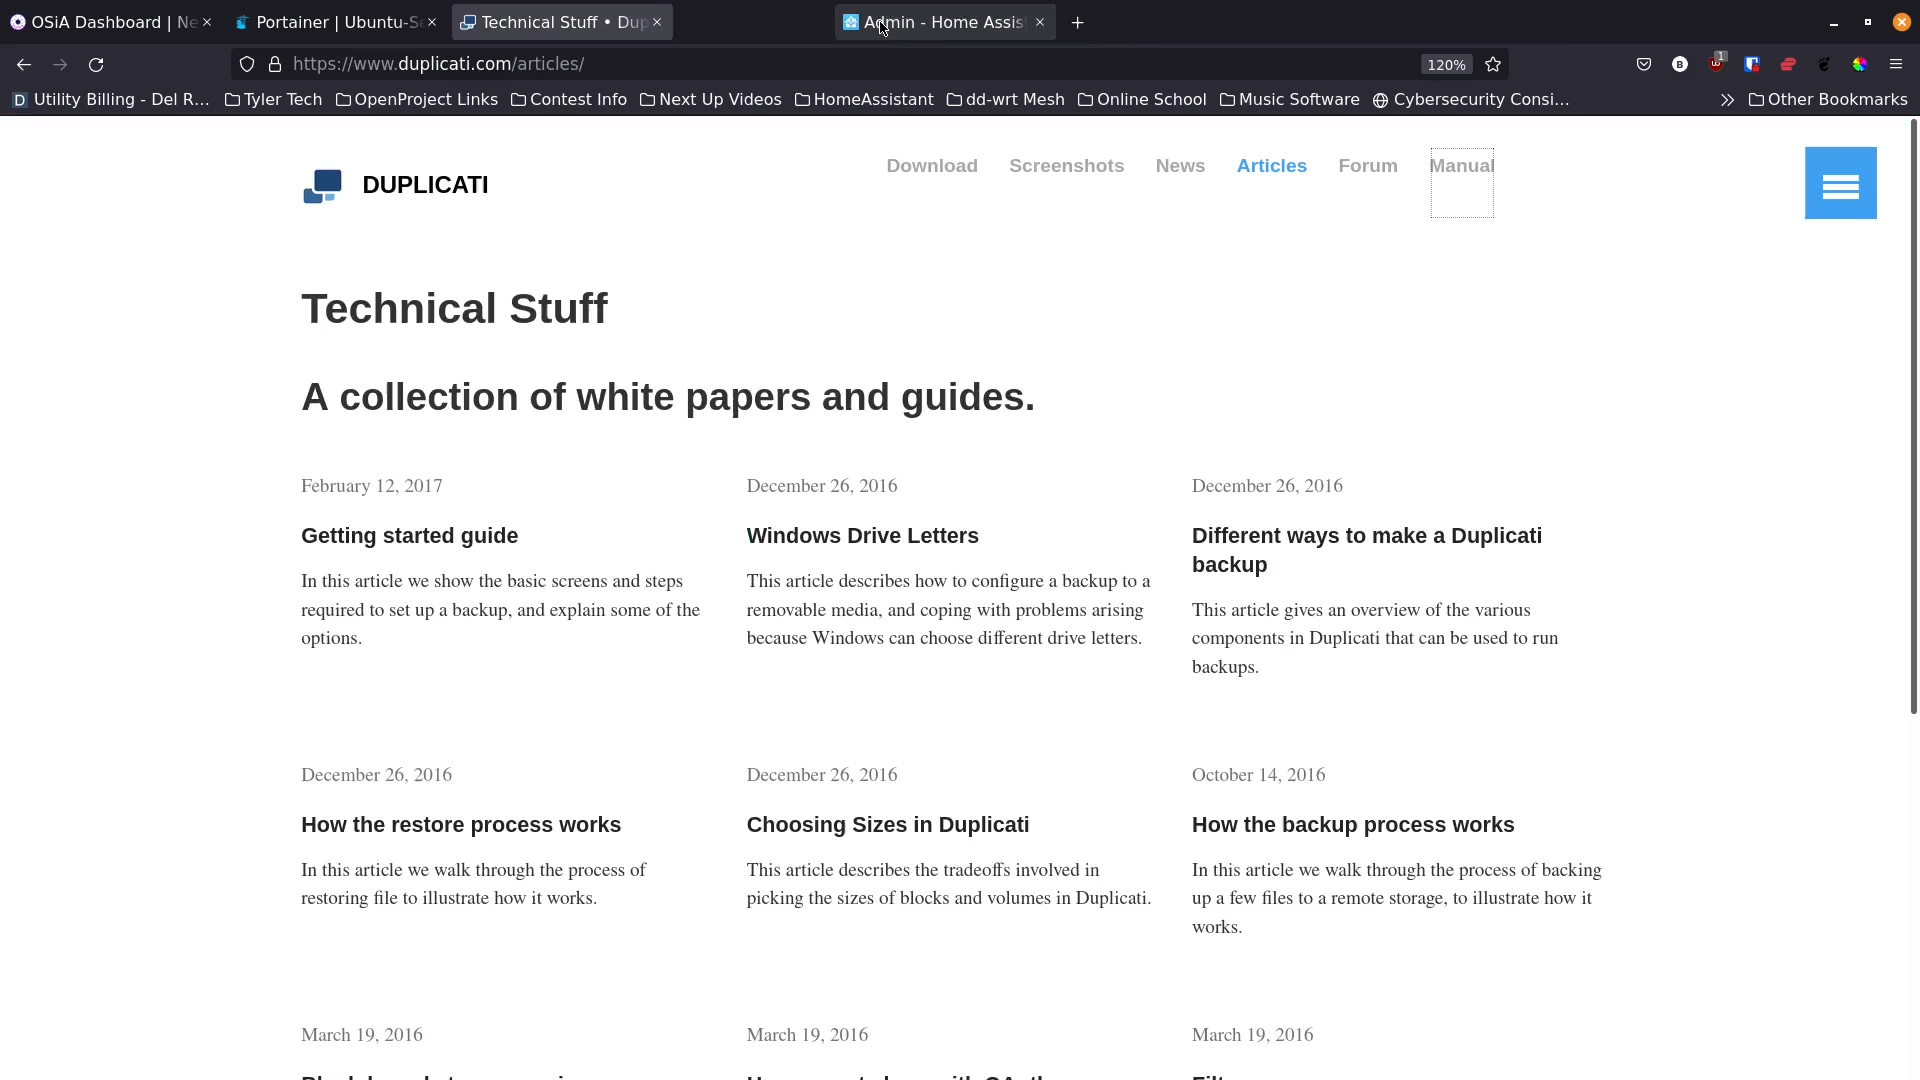 OSiA Dashboard | Ne
Portainer | Ubuntu-Se
Technical Stuff • Dup
Admin - Home Assis
https://www.duplicati.com/articles/
120%
1
Utility Billing - Del R...
Tyler Tech
OpenProject Links
Contest Info
Next Up Videos
HomeAssistant
dd-wrt Mesh
Online School
Music Software
Cybersecurity Consi...
Other Bookmarks
DUPLICATI
Download
Screenshots
News
Articles
Forum
Manual
Technical Stuff
A collection of white papers and guides.
February 12, 2017
Getting started guide
In this article we show the basic screens and steps
required to set up a backup, and explain some of the
options.
December 26, 2016
Windows Drive Letters
This article describes how to configure a backup to a
removable media, and coping with problems arising
because Windows can choose different drive letters.
December 26, 2016
Different ways to make a Duplicati
backup
This article gives an overview of the various
components in Duplicati that can be used to run
backups.
December 26, 2016
How the restore process works
In this article we walk through the process of
restoring file to illustrate how it works.
December 26, 2016
Choosing Sizes in Duplicati
This article describes the tradeoffs involved in
picking the sizes of blocks and volumes in Duplicati.
October 14, 2016
How the backup process works
In this article we walk through the process of backing
up a few files to a remote storage, to illustrate how it
works.
March 19, 2016
March 19, 2016
March 19, 2016